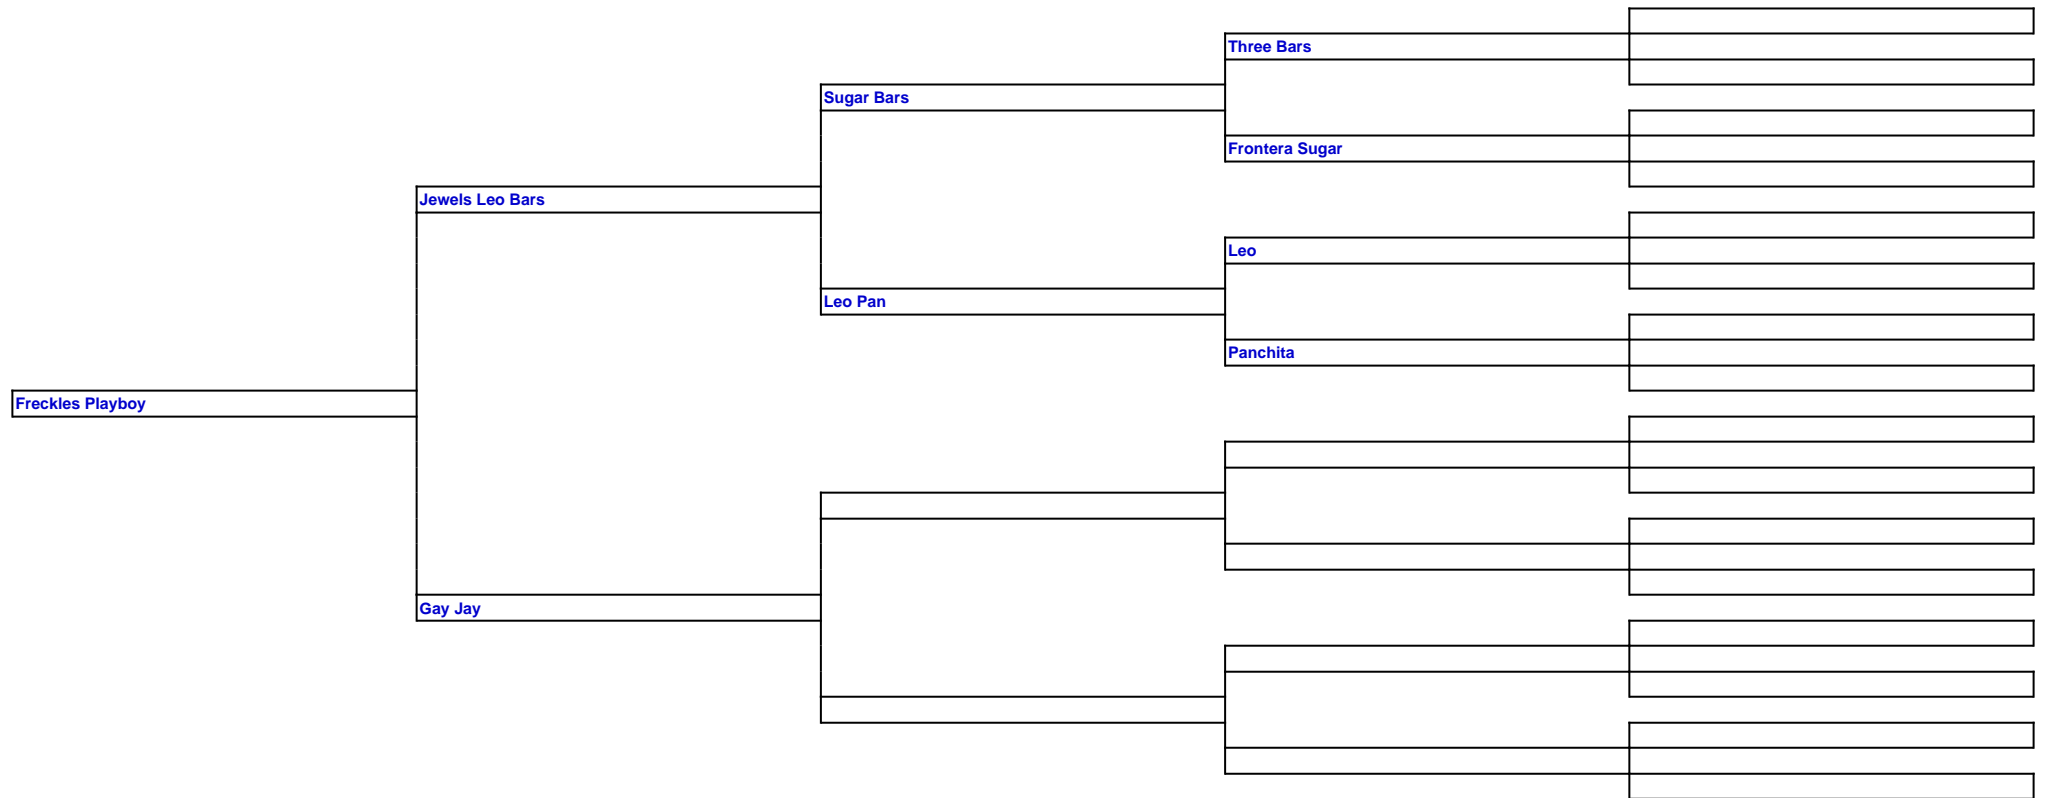 Three Bars
Sugar Bars
Frontera Sugar
Jewels Leo Bars
Leo
Leo Pan
Panchita
Freckles Playboy
Gay Jay